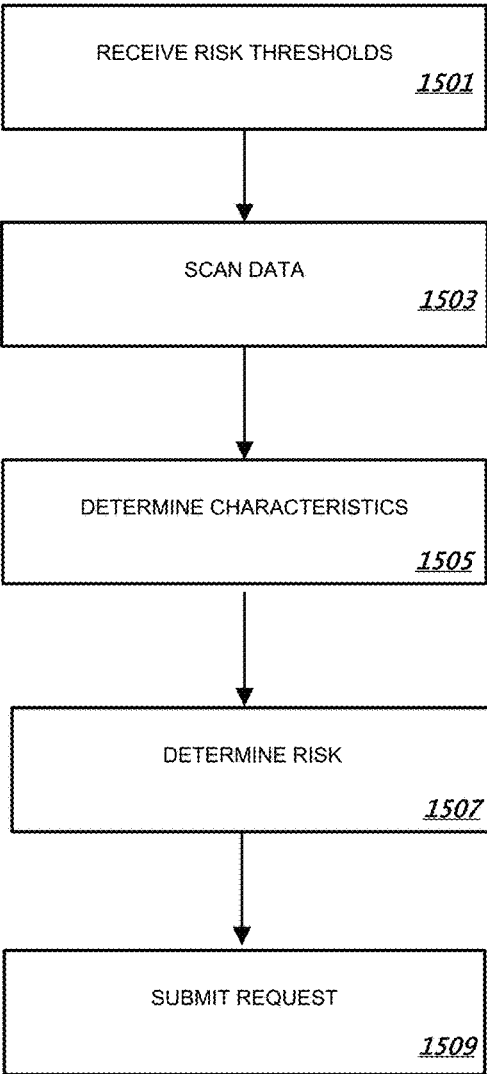 RECEIVE RISK THRESHOLDS
1501
SCAN DATA
1503
DETERMINE CHARACTERISTICS
1505
DETERMINE RISK
1507
SUBMIT REQUEST
1509